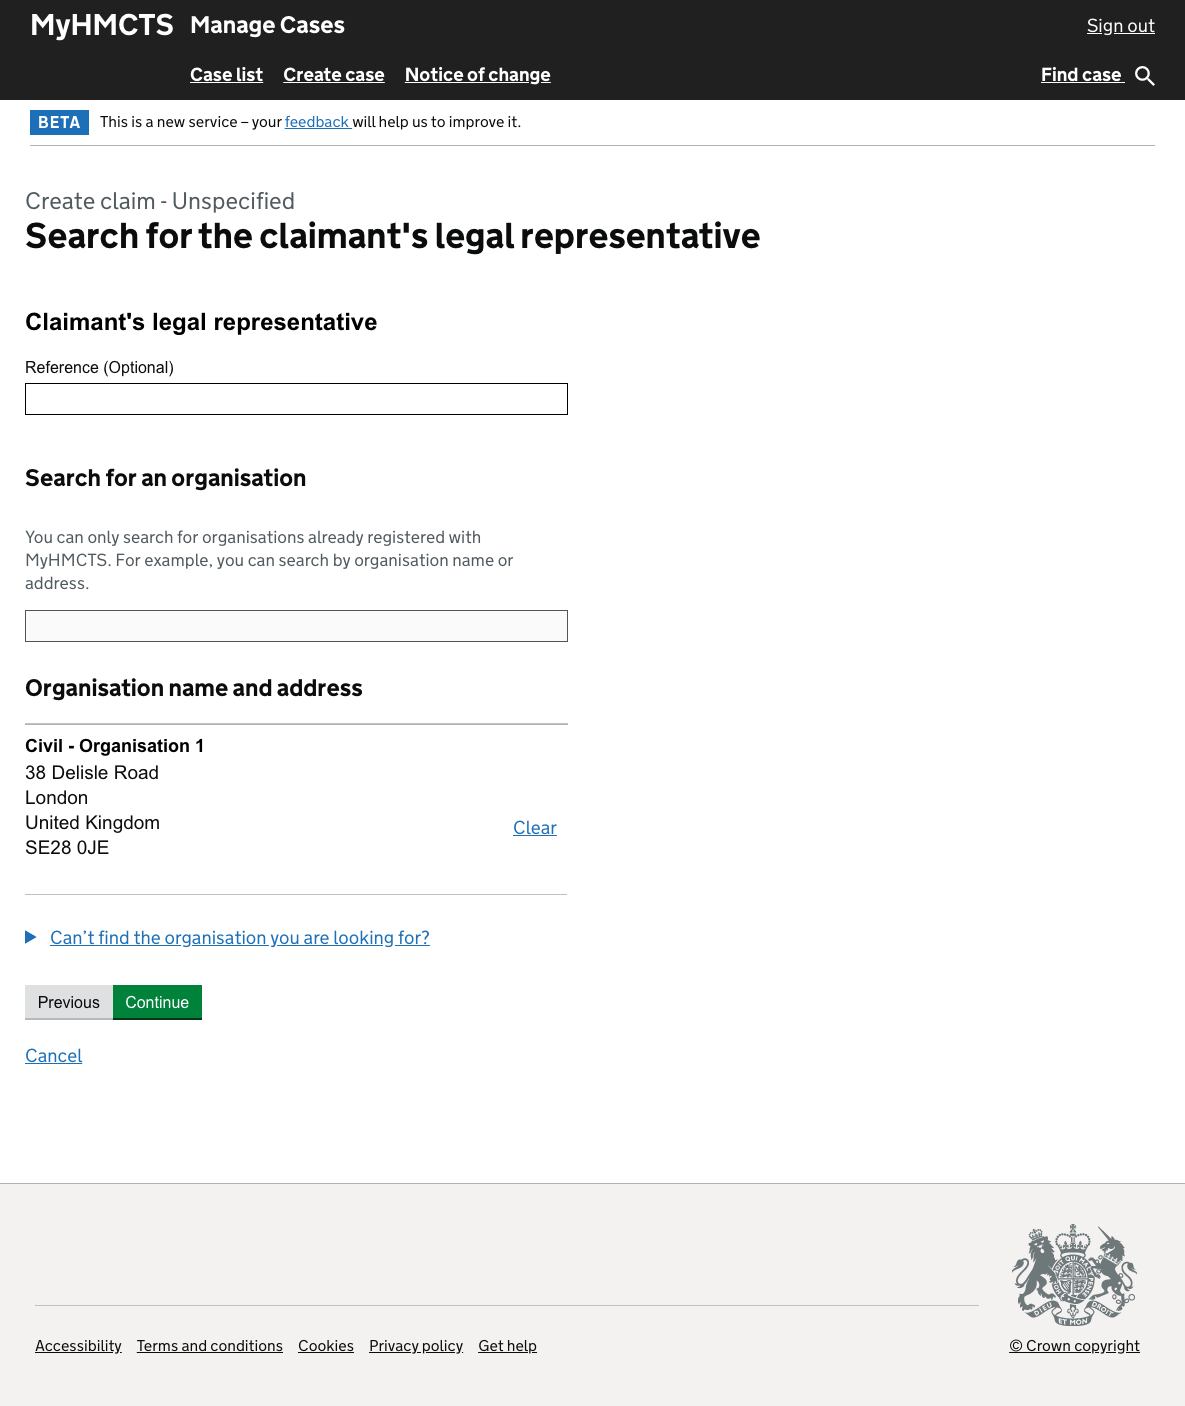 MyHMCTS Manage Cases Sign out
Case list Create case Notice of change Find case
BETA This is a new service – your feedback will help us to improve it.
Create claim - Unspecified
Search for the claimant's legal representative
Claimant's legal representative
Reference (Optional)
Search for an organisation
You can only search for organisations already registered with
MyHMCTS. For example, you can search by organisation name or
address.
Organisation name and address
Civil - Organisation 1
38 Delisle Road
London
United Kingdom
Clear
SE28 0JE
Can’t find the organisation you are looking for?
Previous Continue
Cancel
DIEU ET MON DROIT
Accessibility Terms and conditions Cookies Privacy policy Get help © Crown copyright